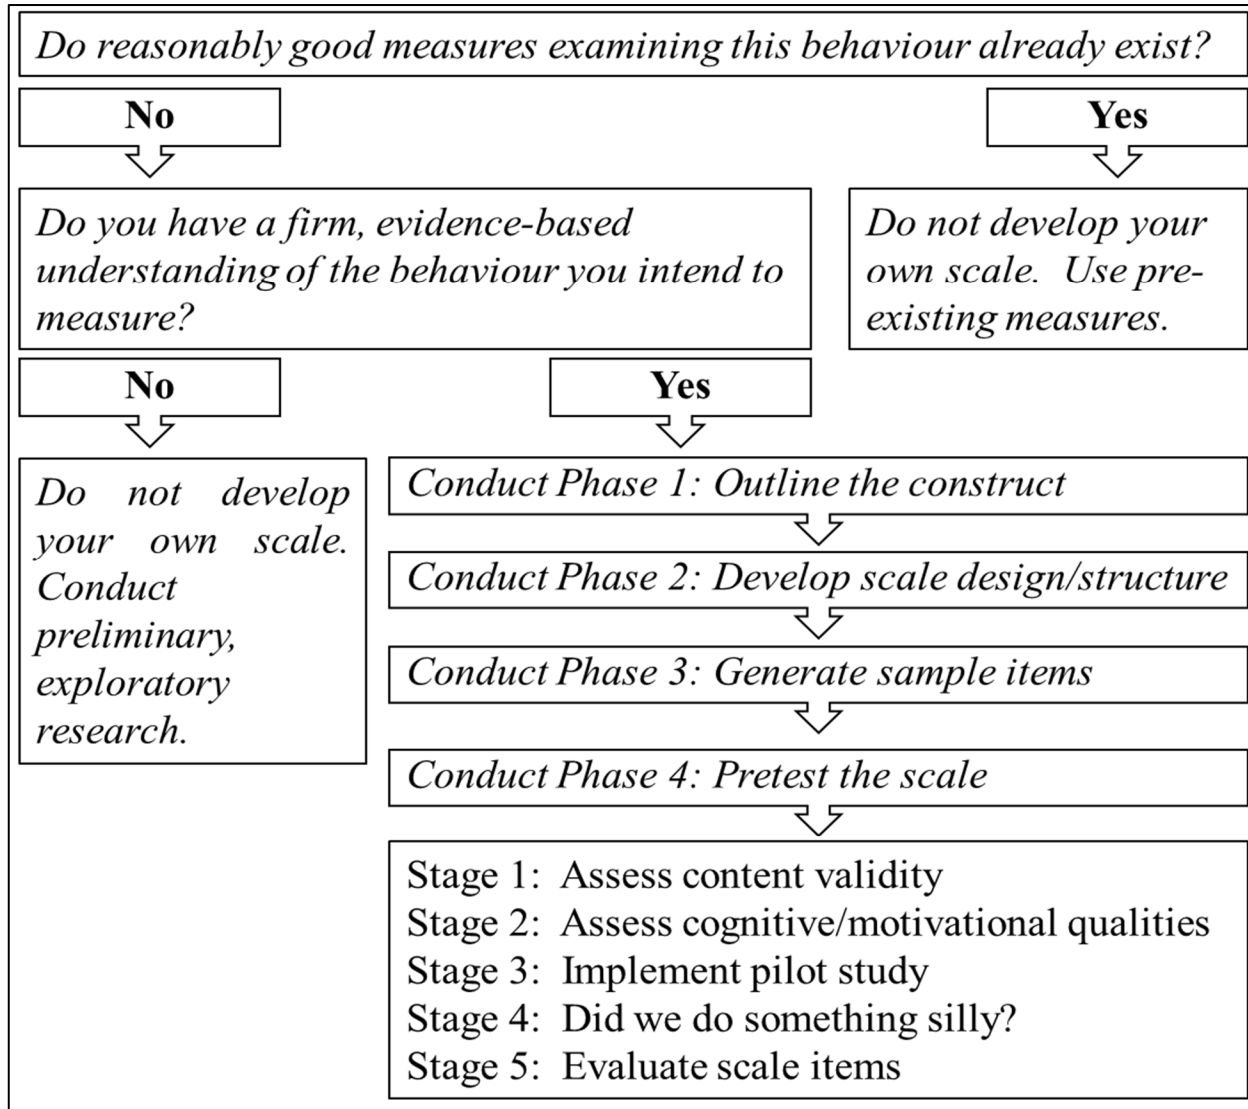 Do reasonably good measures examining this behaviour already exist?
No
Yes
Do you have a firm, evidence-based
understanding of the behaviour you intend to
measure?
Do not develop your
own scale.  Use pre-
existing measures.
No
Yes
Do not develop
your own scale.
Conduct
preliminary,
exploratory
research.
Conduct Phase 1: Outline the construct
Conduct Phase 2: Develop scale design/structure
Conduct Phase 3: Generate sample items
Conduct Phase 4: Pretest the scale
Stage 1:  Assess content validity
Stage 2:  Assess cognitive/motivational qualities
Stage 3:  Implement pilot study
Stage 4:  Did we do something silly?
Stage 5:  Evaluate scale items